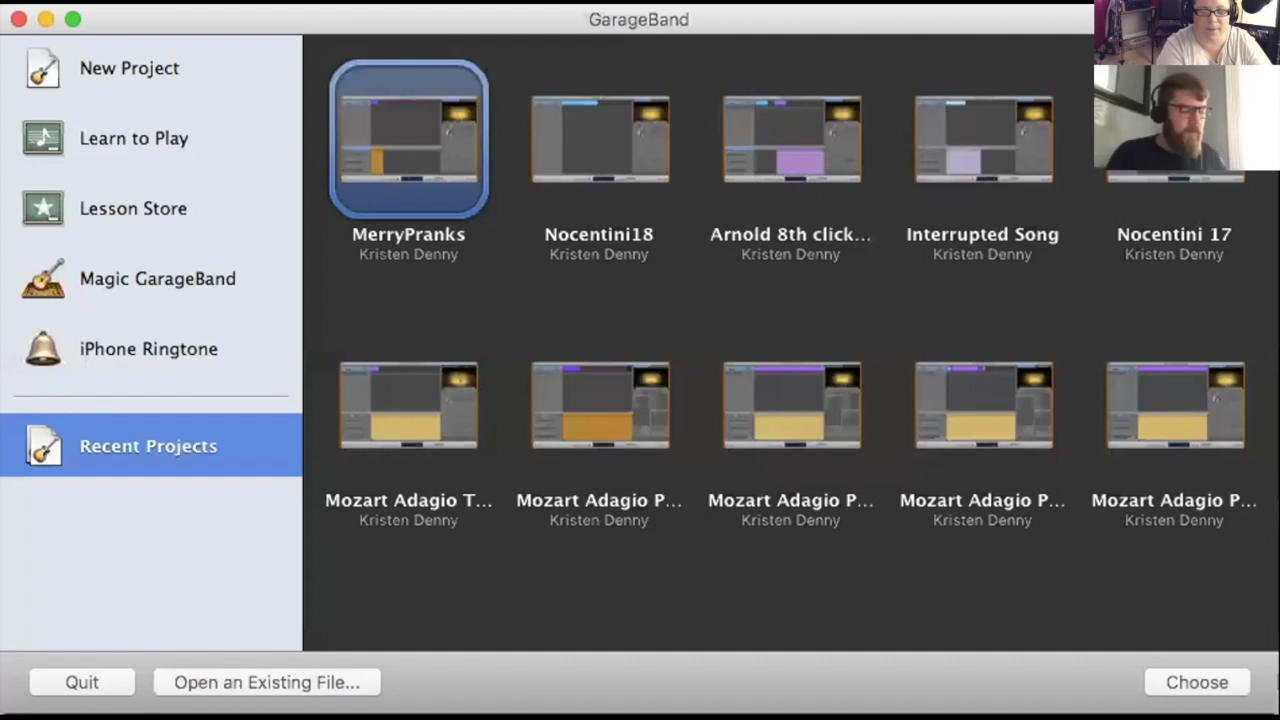 GarageBand
New Project
Learn to Play
Lesson Store
Magic GarageBand
iPhone Ringtone
Recent Projects
MerryPranks
Kristen Denny
Nocentini18
Kristen Denny
Arnold 8th click...
Kristen Denny
Interrupted Song
Kristen Denny
Nocentini 17
Kristen Denny
Mozart Adagio T...
Kristen Denny
Mozart Adagio P...
Kristen Denny
Mozart Adagio P...
Kristen Denny
Mozart Adagio P...
Kristen Denny
Mozart Adagio P...
Kristen Denny
Quit
Open an Existing File...
Choose